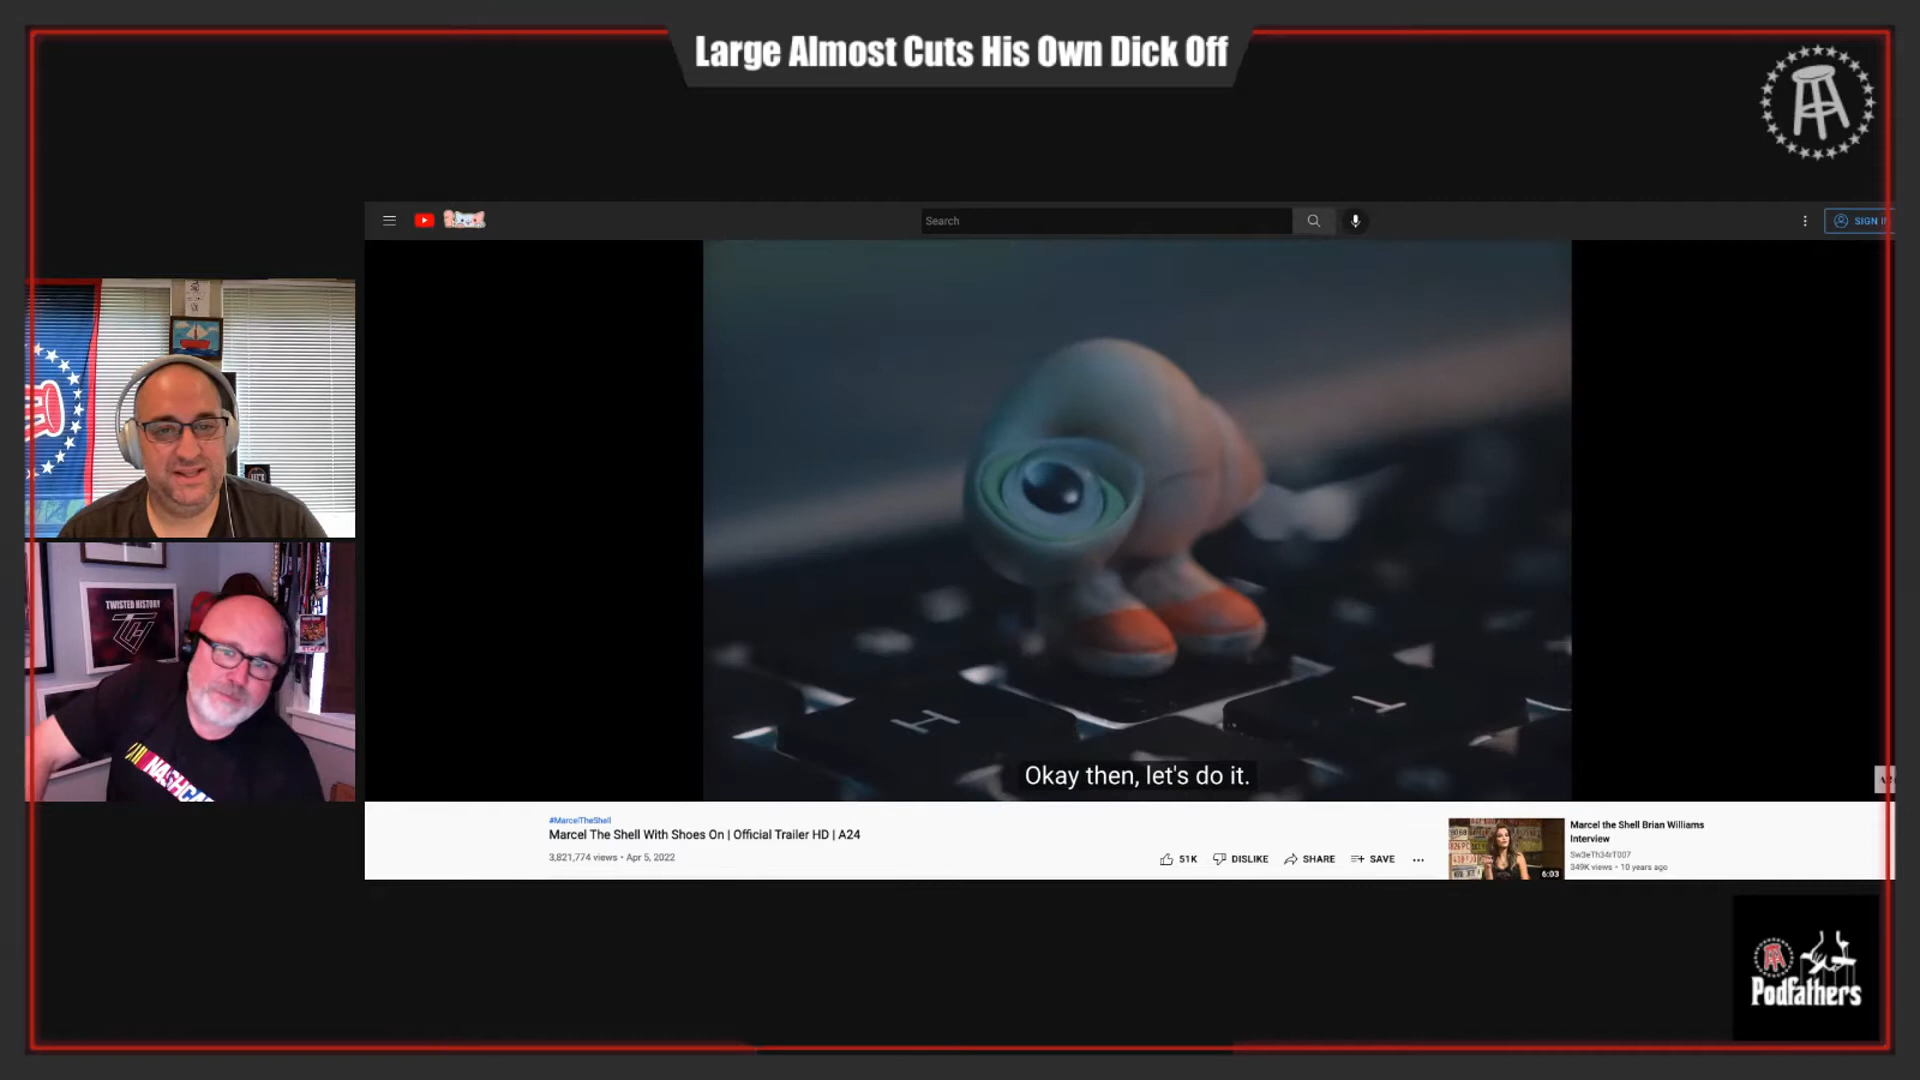 Large Almost Cuts His Own Dick Off
Search
SIGN I
TWISTED HISTORY
NASHCA
H
Okay then, let's do it.
#MarcelTheShell
Marcel The Shell With Shoes On | Official Trailer HD | A24
3,821,774 views • Apr 5, 2022
51K DISLIKE SHARE SAVE
6:03
Marcel the Shell Brian Williams
Interview
Sw3eTh34rT007
349K views • 10 years ago
Podfathers